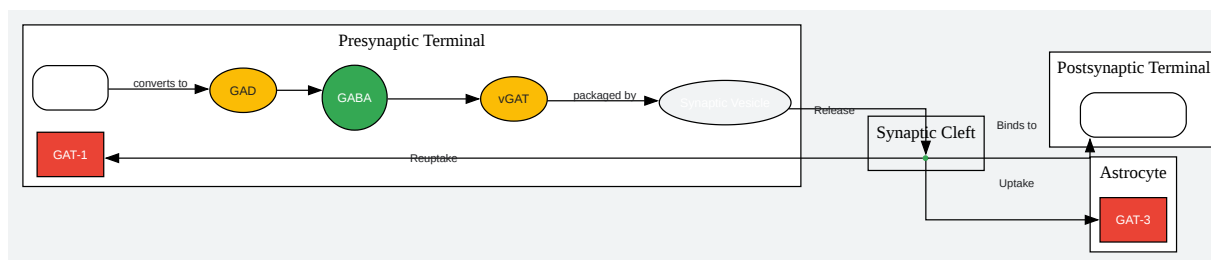 Presynaptic Terminal
converts to
GAD
GABA
vGAT
packaged by
Synaptic Vesicle
Release
GAT-1
Reuptake
Synaptic Cleft
Binds to
Uptake
Postsynaptic Terminal
Astrocyte
GAT-3